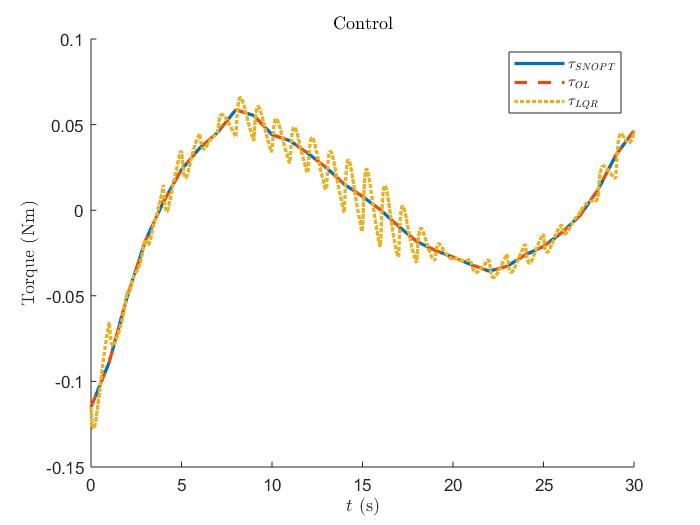 Control
0.1
0.05
0
-0.05
-0.1
-0.15
Torque (Nm)
τ_SNOPT
τ_OL
τ_LQR
0 5 10 15 20 25 30
t (s)